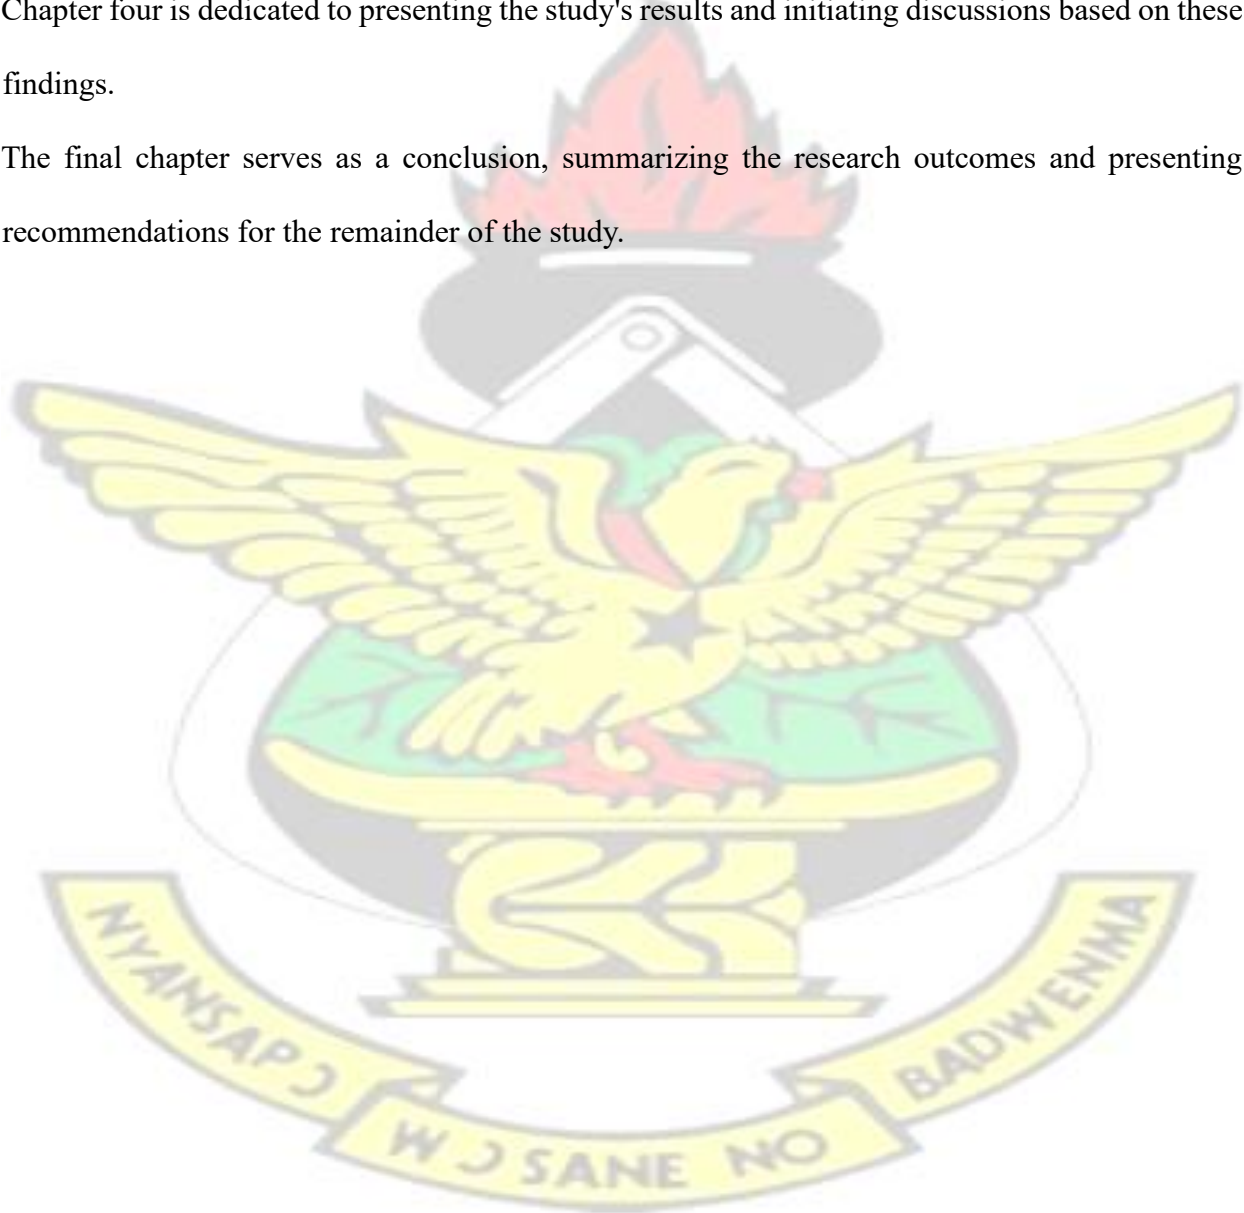 Chapter four is dedicated to presenting the study's results and initiating discussions based on these
findings.
The final chapter serves as a conclusion, summarizing the research outcomes and presenting
recommendations for the remainder of the study.
NYANSAPƆ
WƆSANE NO
BADWENMA